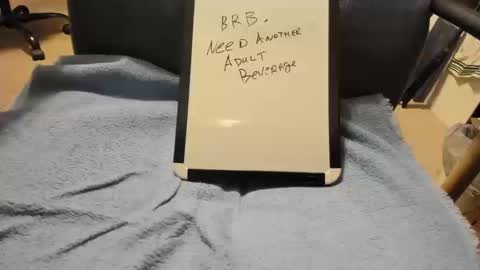 BRB.
NEED ANOTHER
ADULT
BEVERAGE